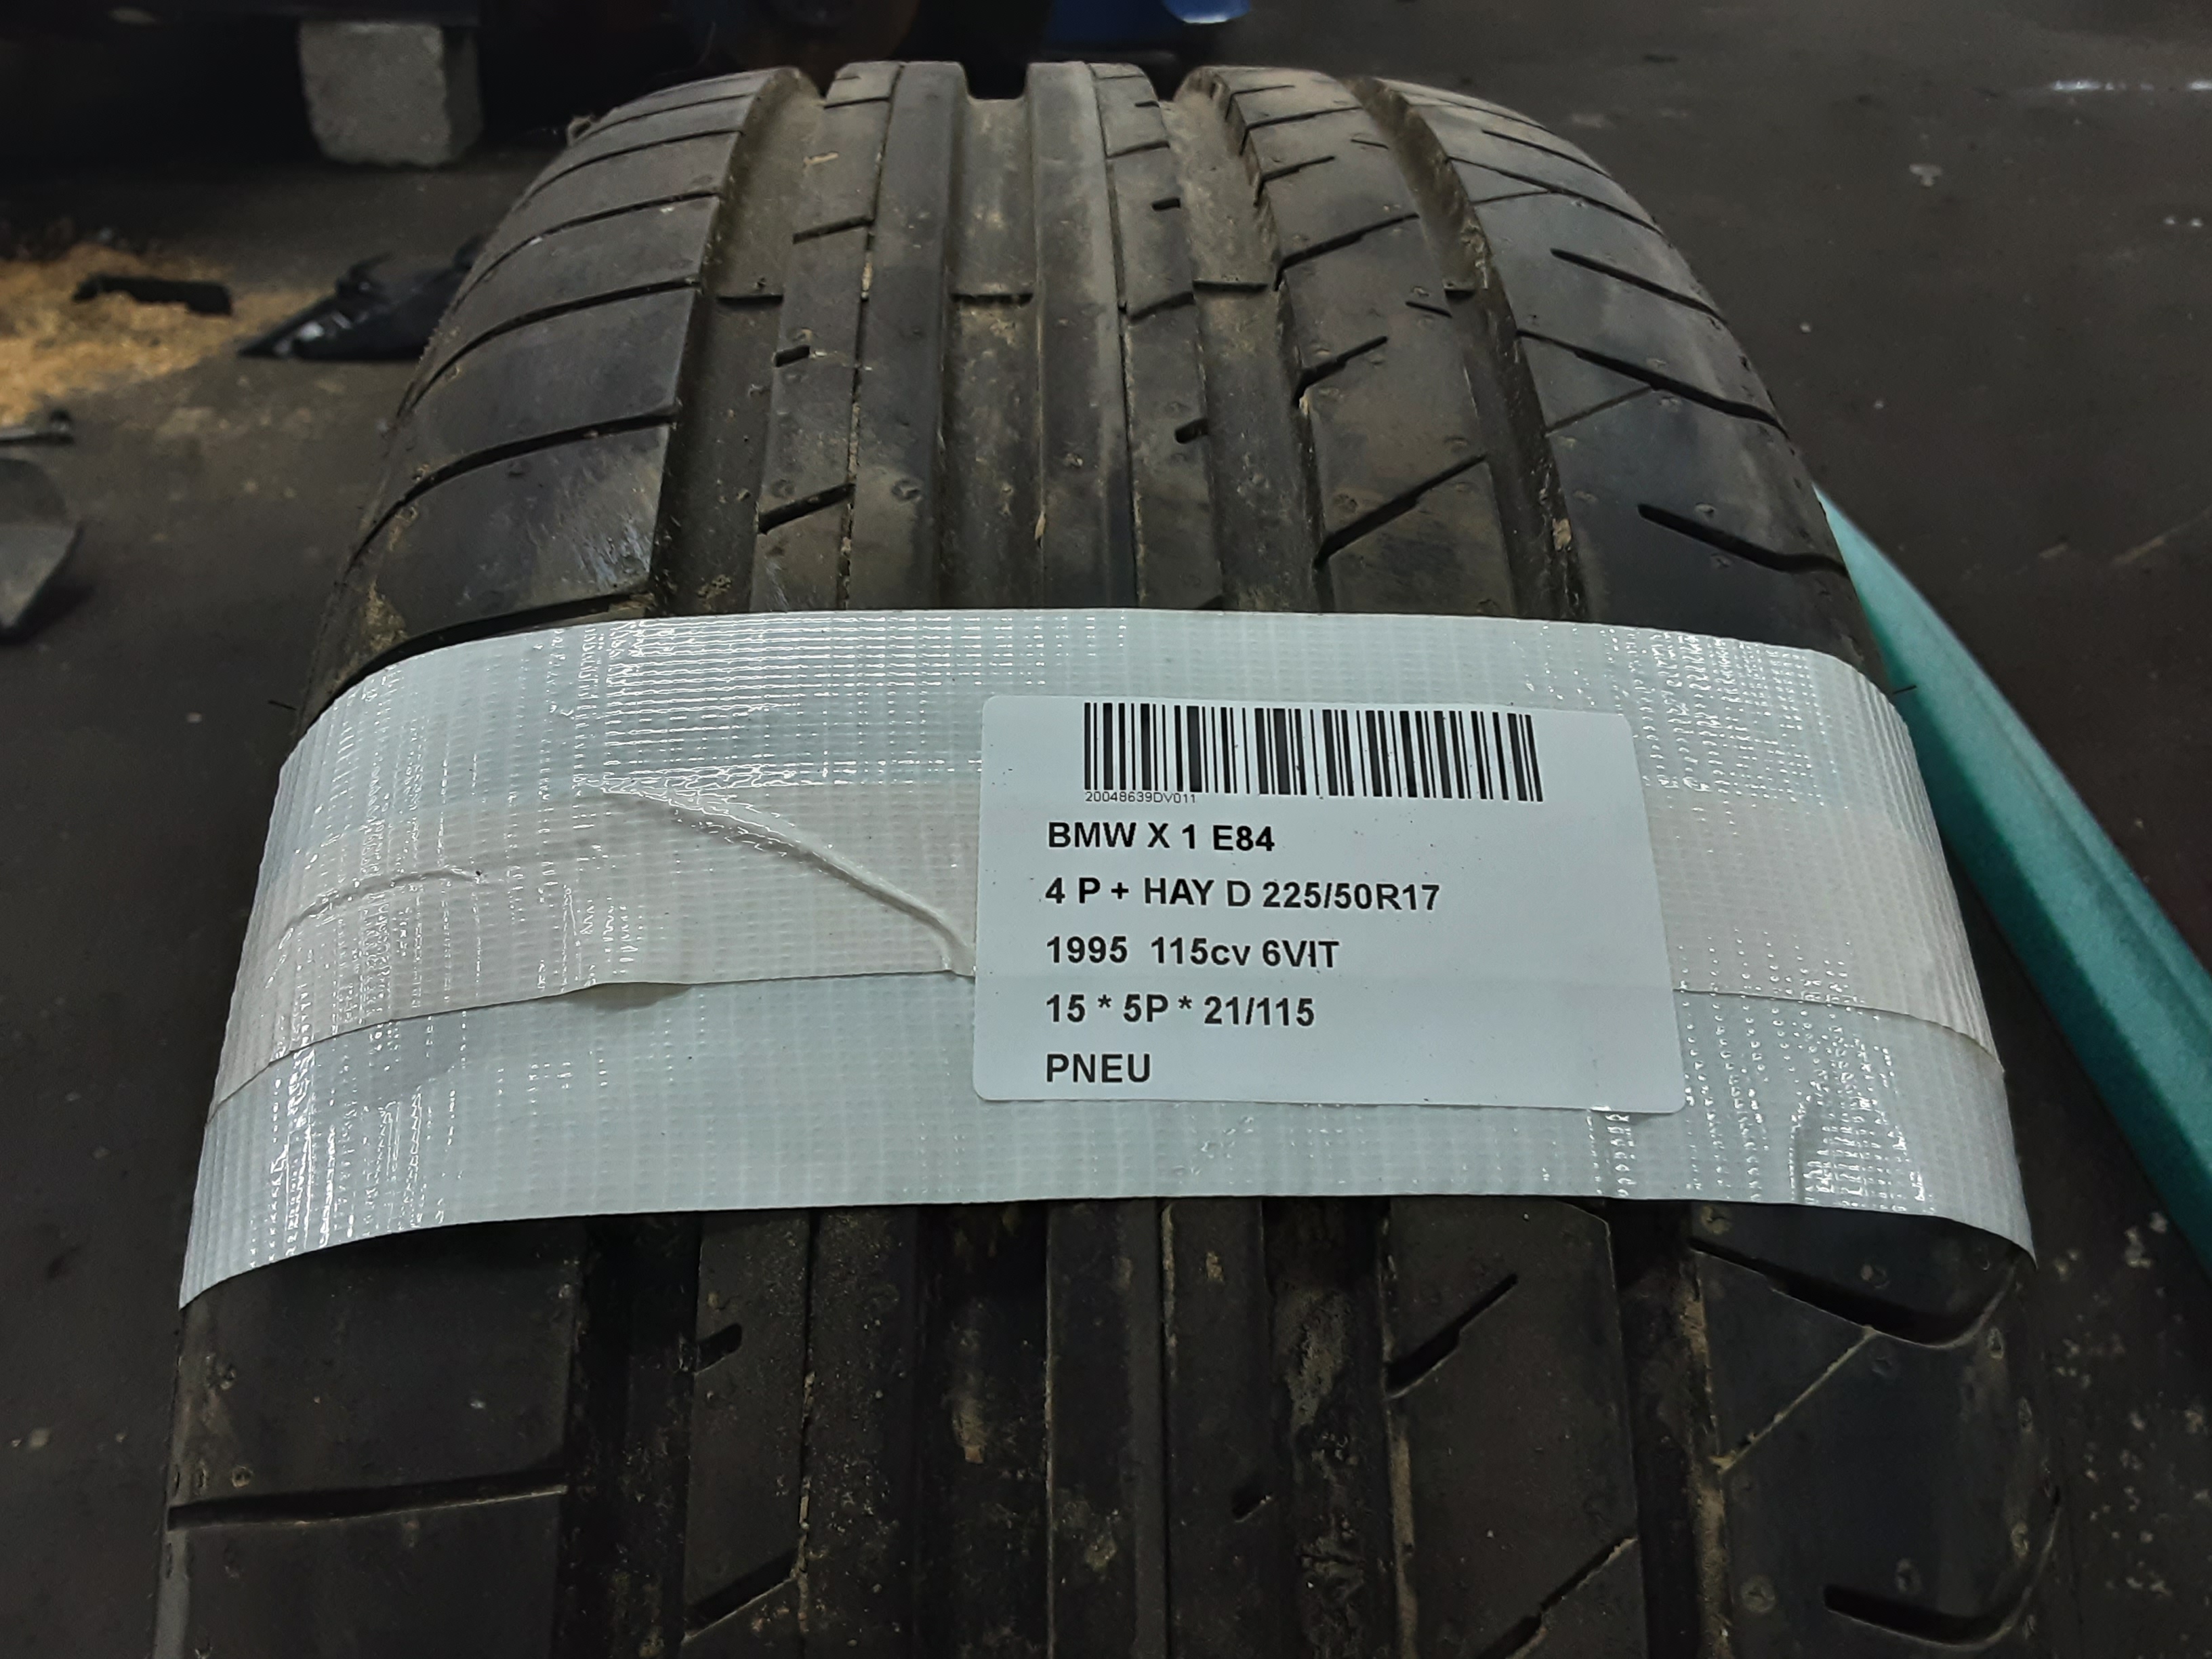 20048639DV011
BMW X 1 E84
4 P + HAY D 225/50R17
1995 115cv 6VIT
15 * 5P * 21/115
PNEU